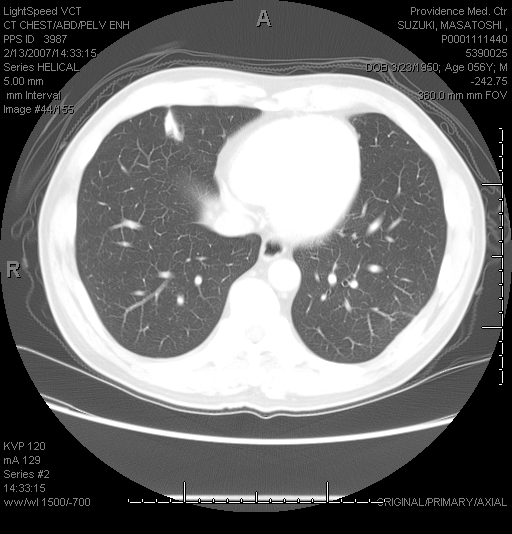 LightSpeed VCT
CT CHEST/ABD/PELV ENH
PPS ID 3987
2/13/2007/14:33:15
Series HELICAL
5.00 mm
mm Interval
Image #44/155
A
Providence Med. Ctr
SUZUKI, MASATOSHI ,
P0001111440
5390025
DOB 3/23/1950; Age 056Y; M
-242.75
380.0 mm FOV
R
KVP 120
mA 129
Series #2
14:33:15
ww/wl 1500/-700
ORIGINAL/PRIMARY/AXIAL